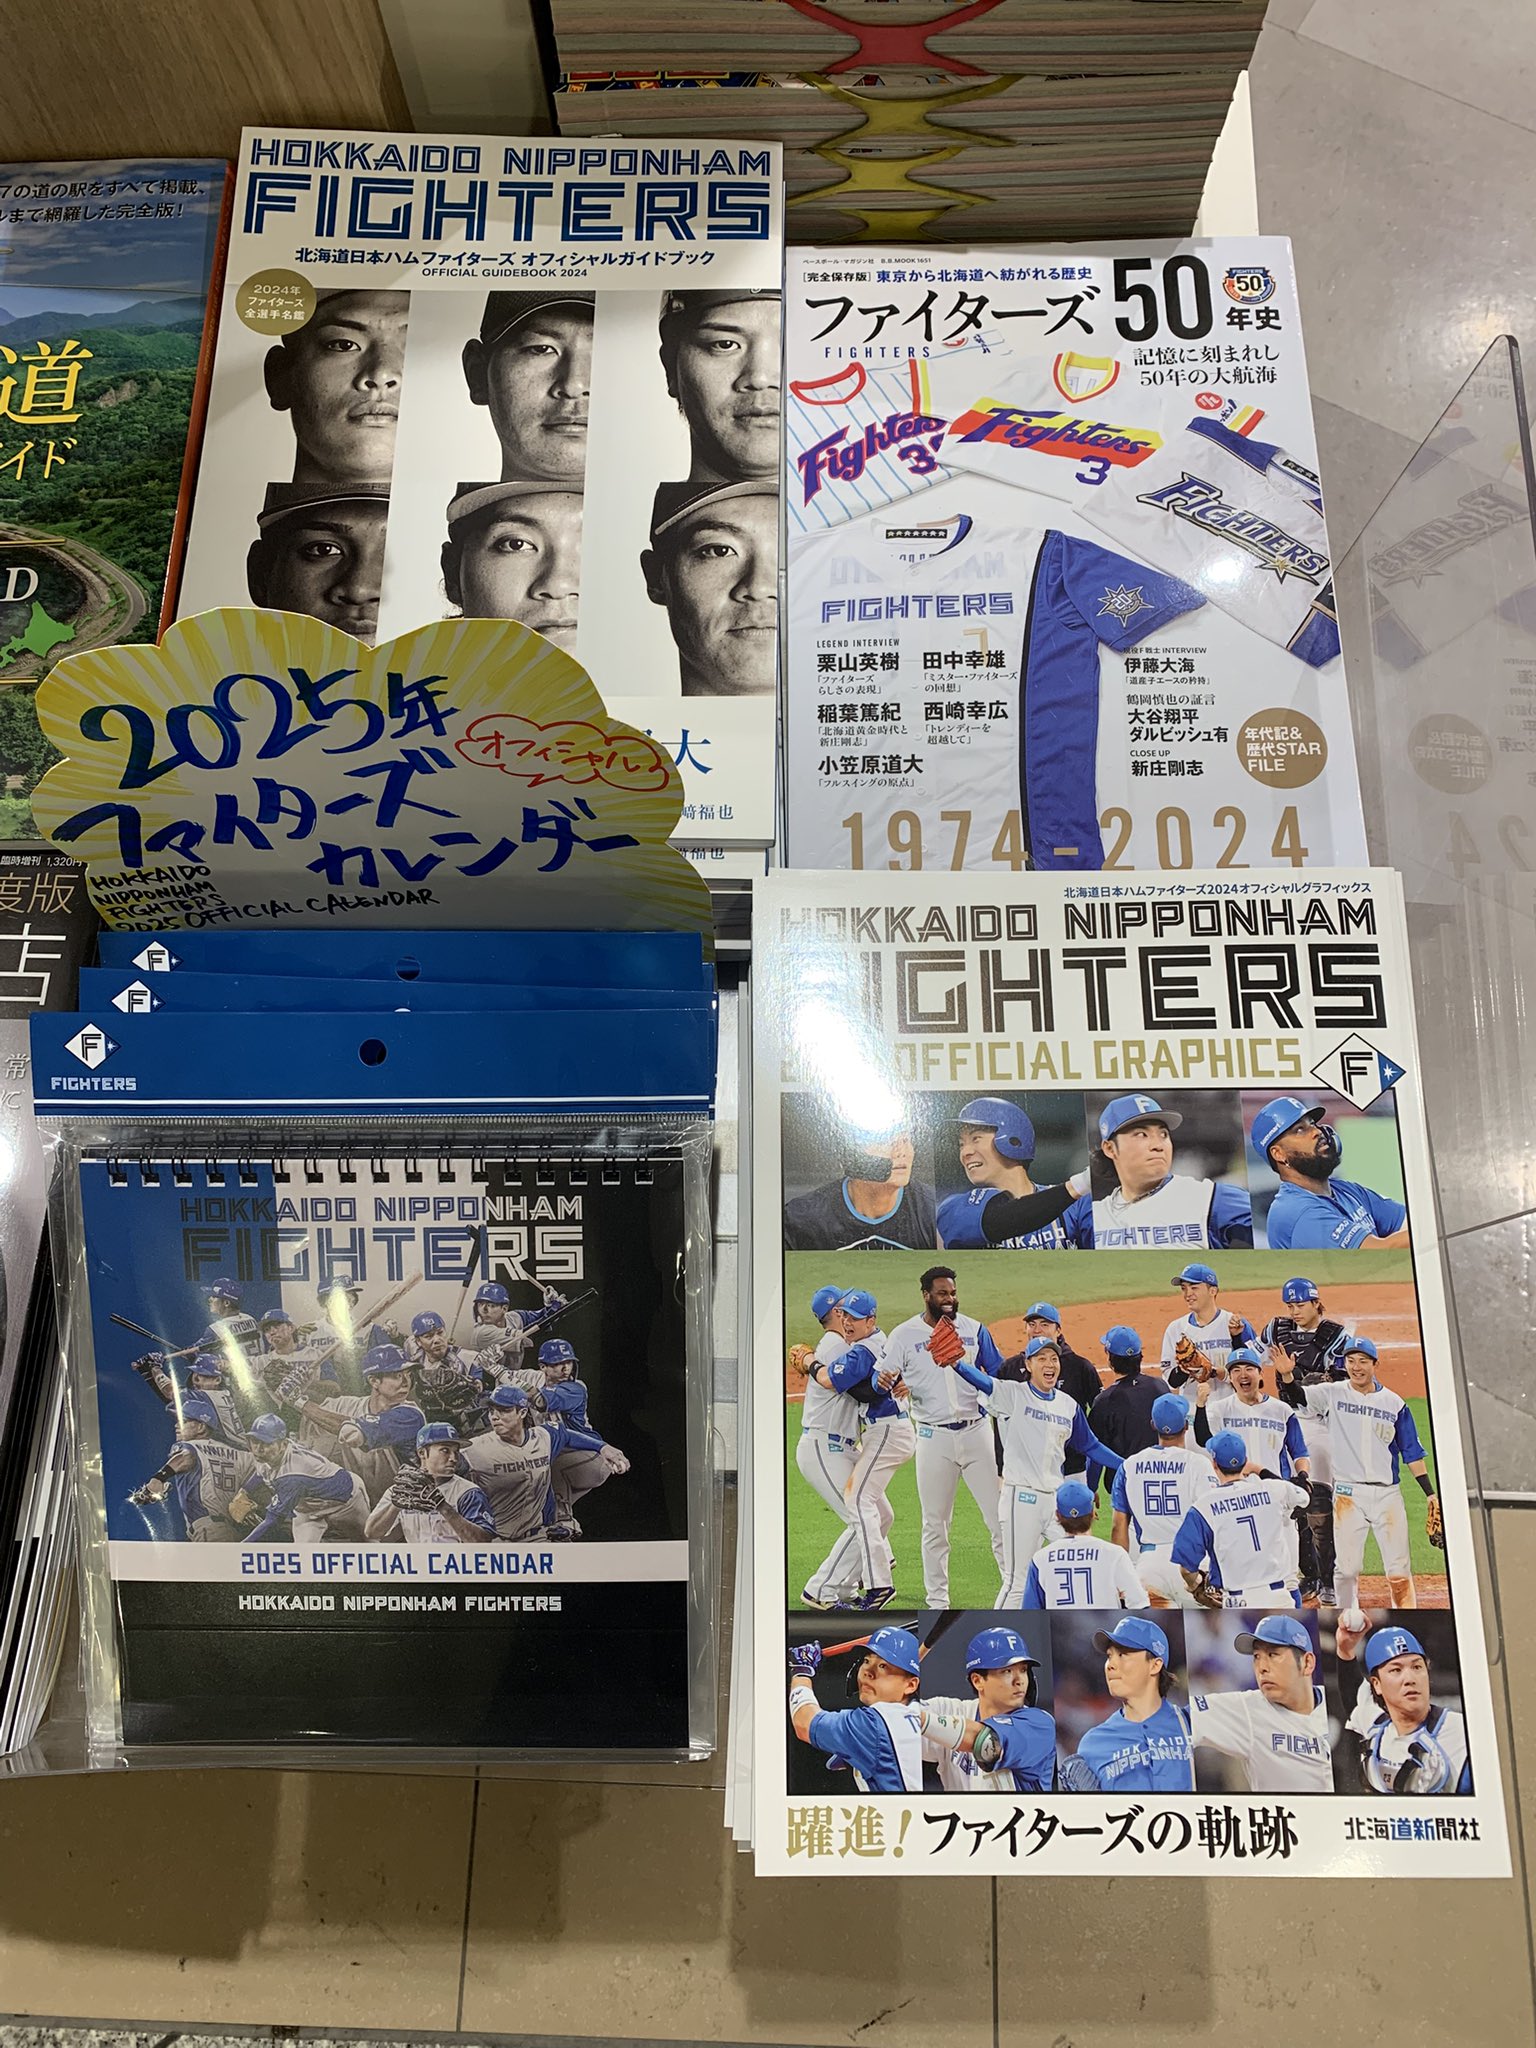 7の道の駅をすべて掲載、
ルまで網羅した完全版!
道
イド
臨時増刊 1,320円
度版
店
常
に
HOKKAIDO NIPPONHAM
FIGHTERS
北海道日本ハムファイターズ オフィシャルガイドブック
OFFICIAL GUIDEBOOK 2024
2024年
ファイターズ
全選手名鑑
大
﨑福也
ベースボール・マガジン社 B.B.MOOK 1651
[完全保存版] 東京から北海道へ紡がれる歴史
ファイターズ 50年史
FIGHTERS
FIGHTERS
50
記憶に刻まれし
50年の大航海
Fighters
3
Fighters
3
FIGHTERS
FIGHTERS
LEGEND INTERVIEW
栗山英樹
「ファイターズ
らしさの表現」
田中幸雄
「ミスター・ファイターズ
の回想」
稲葉篤紀
「北海道黄金時代と
新庄剛志」
西崎幸広
「トレンディーを
超越して」
小笠原道大
「フルスイングの原点」
現役F戦士 INTERVIEW
伊藤大海
「道産子エースの矜持」
鶴岡慎也の証言
大谷翔平
ダルビッシュ有
CLOSE UP
新庄剛志
年代記&
歴代STAR
FILE
1974-2024
2025年
ファイターズ
オフィシャル
カレンダー
HOKKAIDO
NIPPONHAM
FIGHTERS
2025 OFFICIAL CALENDAR
F
F
F
FIGHTERS
HOKKAIDO NIPPONHAM
FIGHTERS
MANNAMI
66
FIGHTERS
2025 OFFICIAL CALENDAR
HOKKAIDO NIPPONHAM FIGHTERS
北海道日本ハムファイターズ2024オフィシャルグラフィックス
HOKKAIDO NIPPONHAM
FIGHTERS
OFFICIAL GRAPHICS
F
FIGHTERS
FIGHTERS
FIGHTERS
FIGHTERS
MANNAMI
66
MATSUMOTO
7
EGOSHI
37
HOKKAIDO
NIPPONHA
FIGH
躍進!ファイターズの軌跡
北海道新聞社